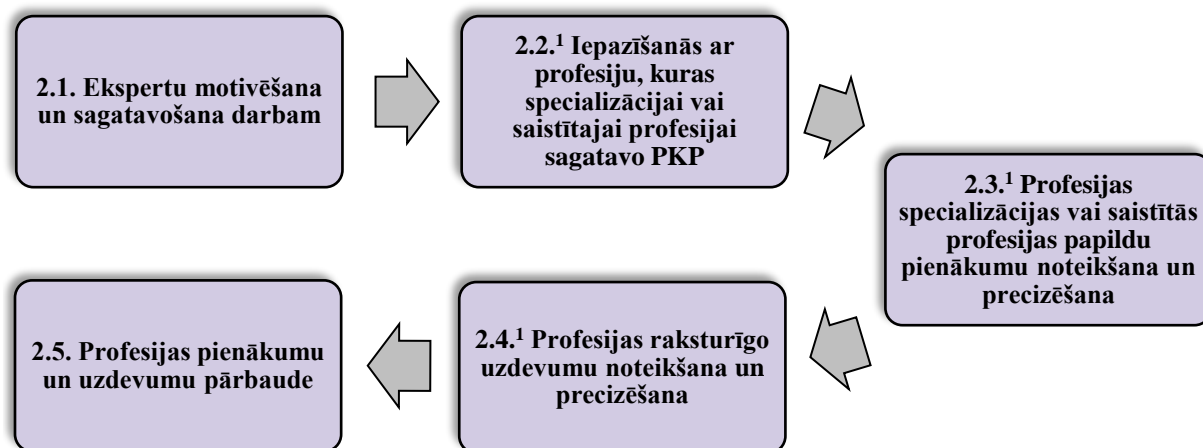 2.1. Ekspertu motivēšana
un sagatavošana darbam
2.2.¹ Iepazīšanās ar
profesiju, kuras
specializācijai vai
saistītajai profesijai
sagatavo PKP
2.3.¹ Profesijas
specializācijas vai saistītās
profesijas papildu
pienākumu noteikšana un
precizēšana
2.4.¹ Profesijas raksturīgo
uzdevumu noteikšana un
precizēšana
2.5. Profesijas pienākumu
un uzdevumu pārbaude